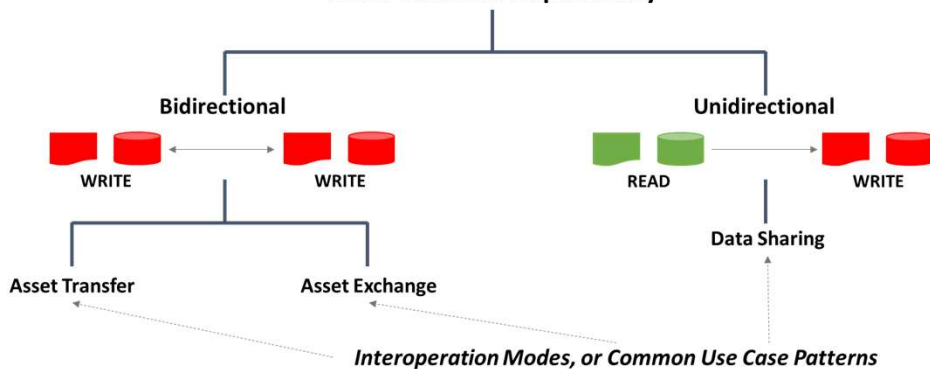 Bidirectional
Unidirectional
WRITE
WRITE
READ
WRITE
Data Sharing
Asset Transfer
Asset Exchange
Interoperation Modes, or Common Use Case Patterns